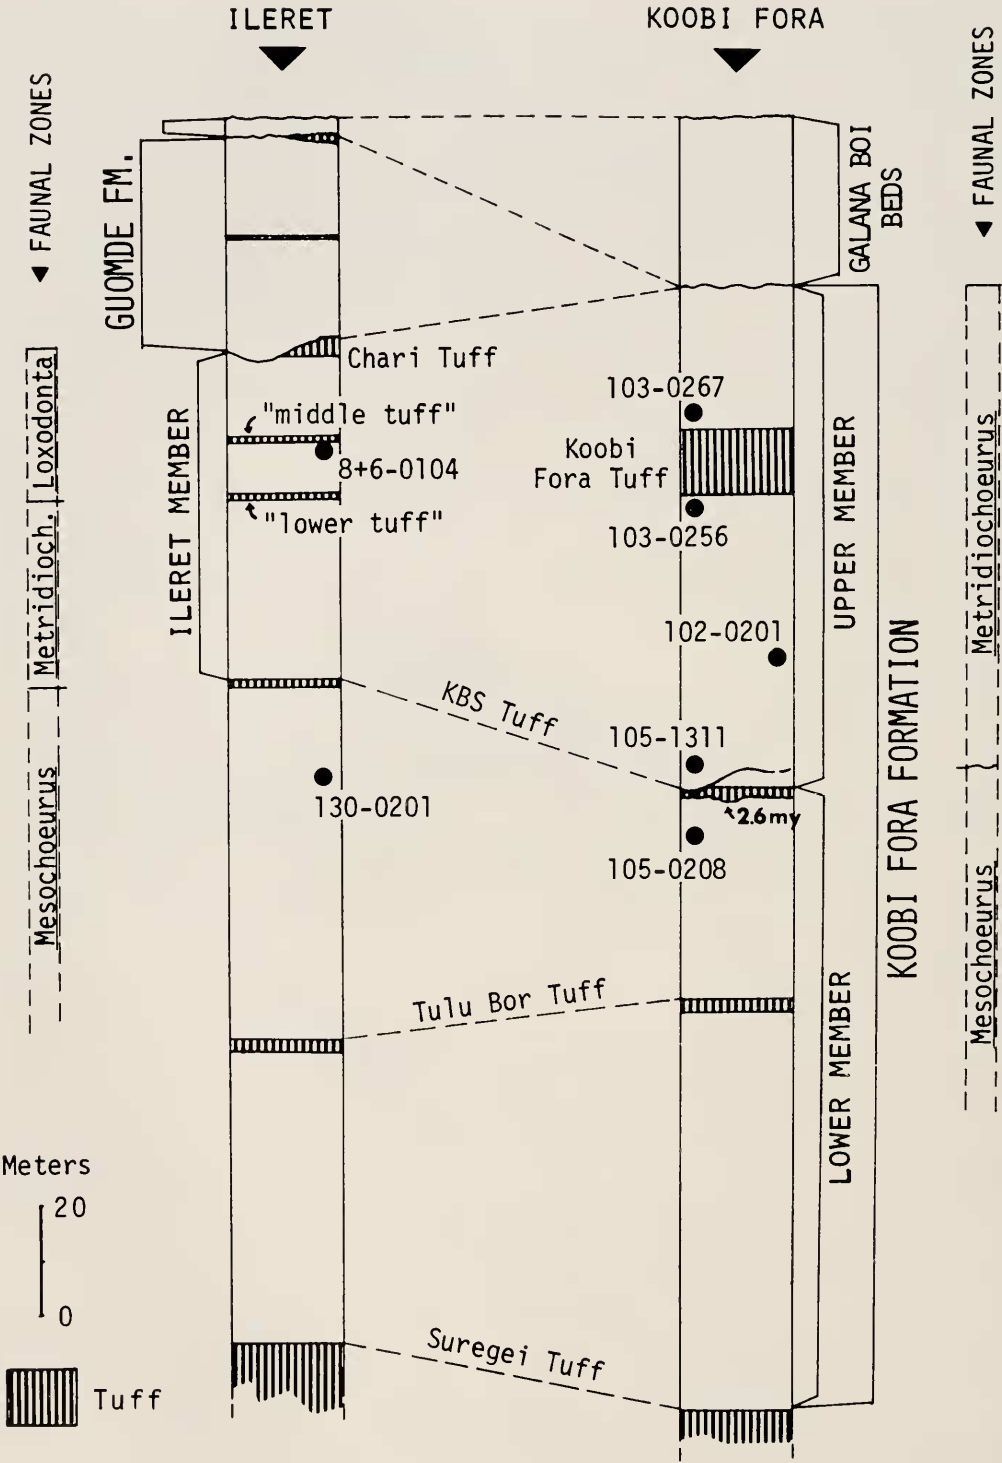 ILERET
KOOBI FORA
◄ FAUNAL ZONES
◄ FAUNAL ZONES
GUOMDE FM.
GALANA BOI
BEDS
Chari Tuff
"middle tuff"
8+6-0104
"lower tuff"
ILERET MEMBER
Loxodonta
Metridioch.
Mesochoerus
103-0267
Koobi
Fora Tuff
103-0256
102-0201
KBS Tuff
105-1311
2.6my
130-0201
105-0208
UPPER MEMBER
KOOBI FORA FORMATION
LOWER MEMBER
Metridiochoerus
Mesochoerus
Tulu Bor Tuff
Meters
20
0
Suregei Tuff
Tuff